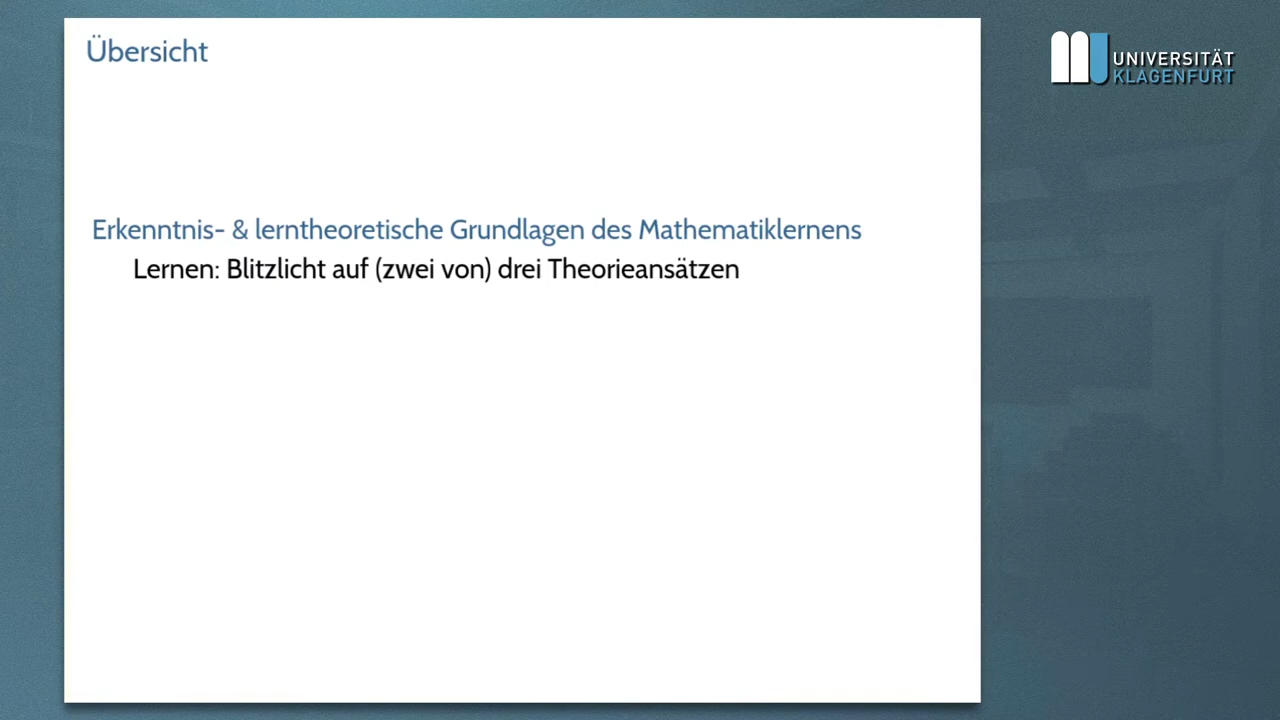 Übersicht
UNIVERSITÄT
KLAGENFURT
Erkenntnis- & lerntheoretische Grundlagen des Mathematiklernens
Lernen: Blitzlicht auf (zwei von) drei Theorieansätzen